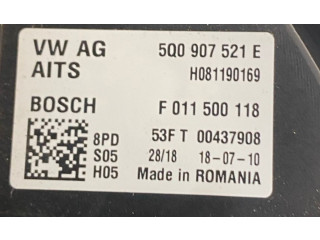 VW AG 5Q0 907 521 E
AITS H081190169
BOSCH F 011 500 118
8PD 53F T 00437908
S05 28/18 18-07-10
H05 Made in ROMANIA